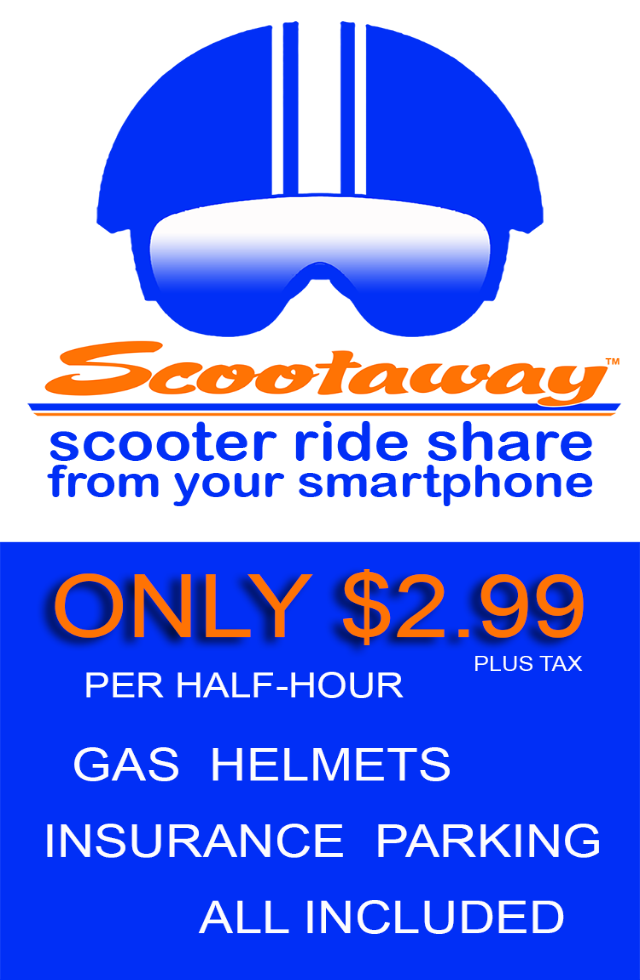 Scootaway™
scooter ride share
from your smartphone
ONLY $2.99
PLUS TAX
PER HALF-HOUR
GAS HELMETS
INSURANCE PARKING
ALL INCLUDED